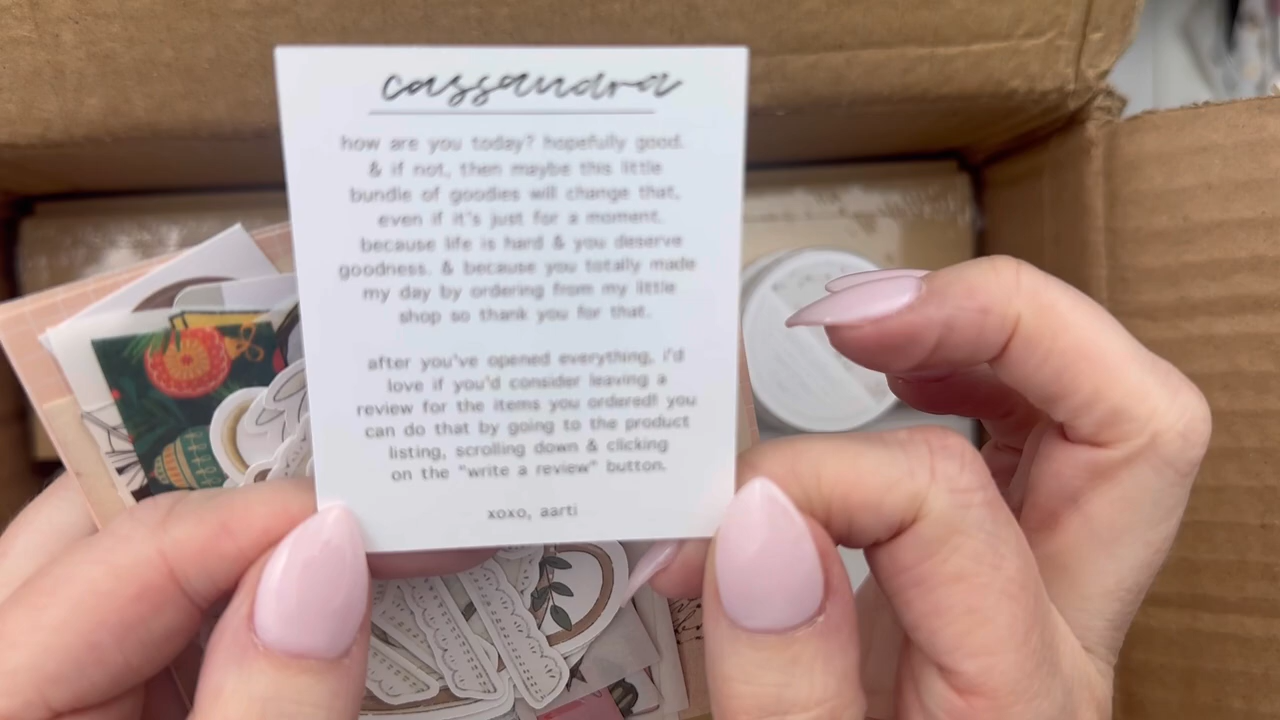 cassandra
how are you today? hopefully good.
& if not, then maybe this little
bundle of goodies will change that,
even if it's just for a moment.
because life is hard & you deserve
goodness. & because you totally made
my day by ordering from my little
shop so thank you for that.
after you've opened everything, i'd
love if you'd consider leaving a
review for the items you ordered! you
can do that by going to the product
listing, scrolling down & clicking
on the "write a review" button.
xoxo, aarti